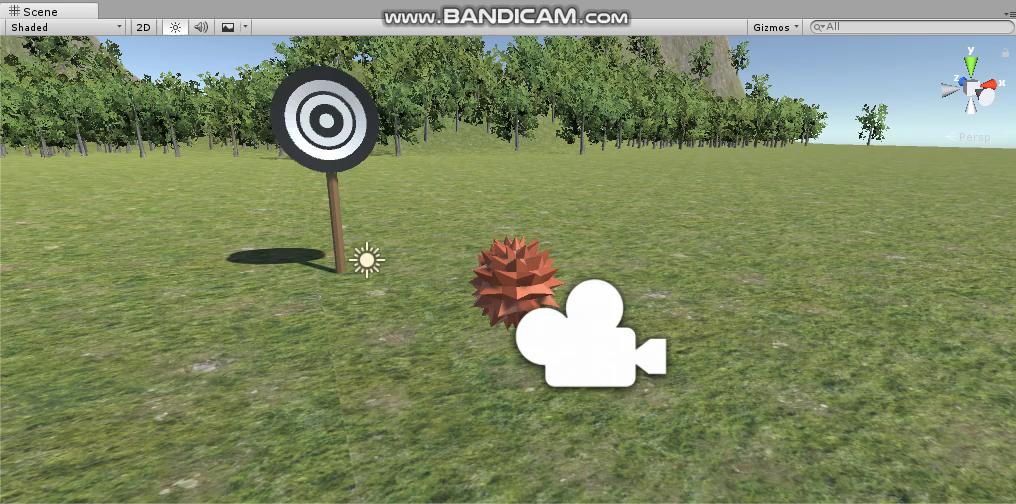 Scene
www.BANDICAM.com
Shaded
2D
Gizmos
All
y
z
x
Persp